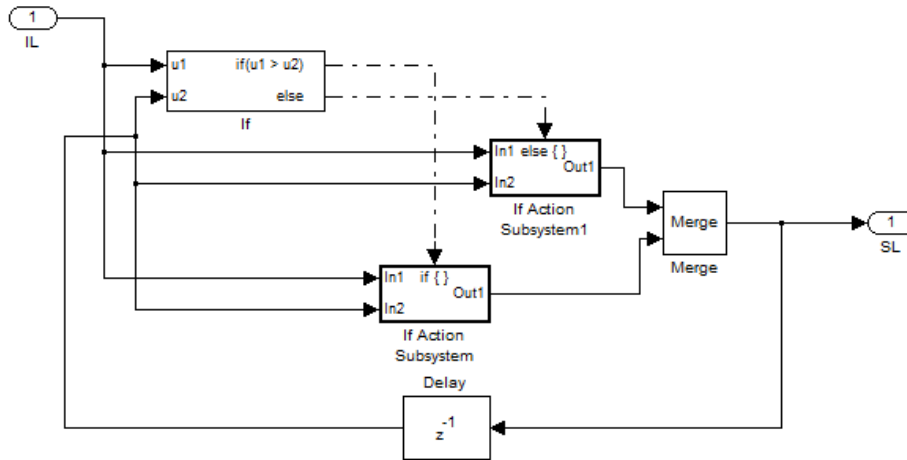 1
IL
u1 if(u1 > u2)
u2 else
If
In1 else { }
Out1
In2
If Action
Subsystem1
Merge
Merge
1
SL
In1 if { }
Out1
In2
If Action
Subsystem
Delay
z-1